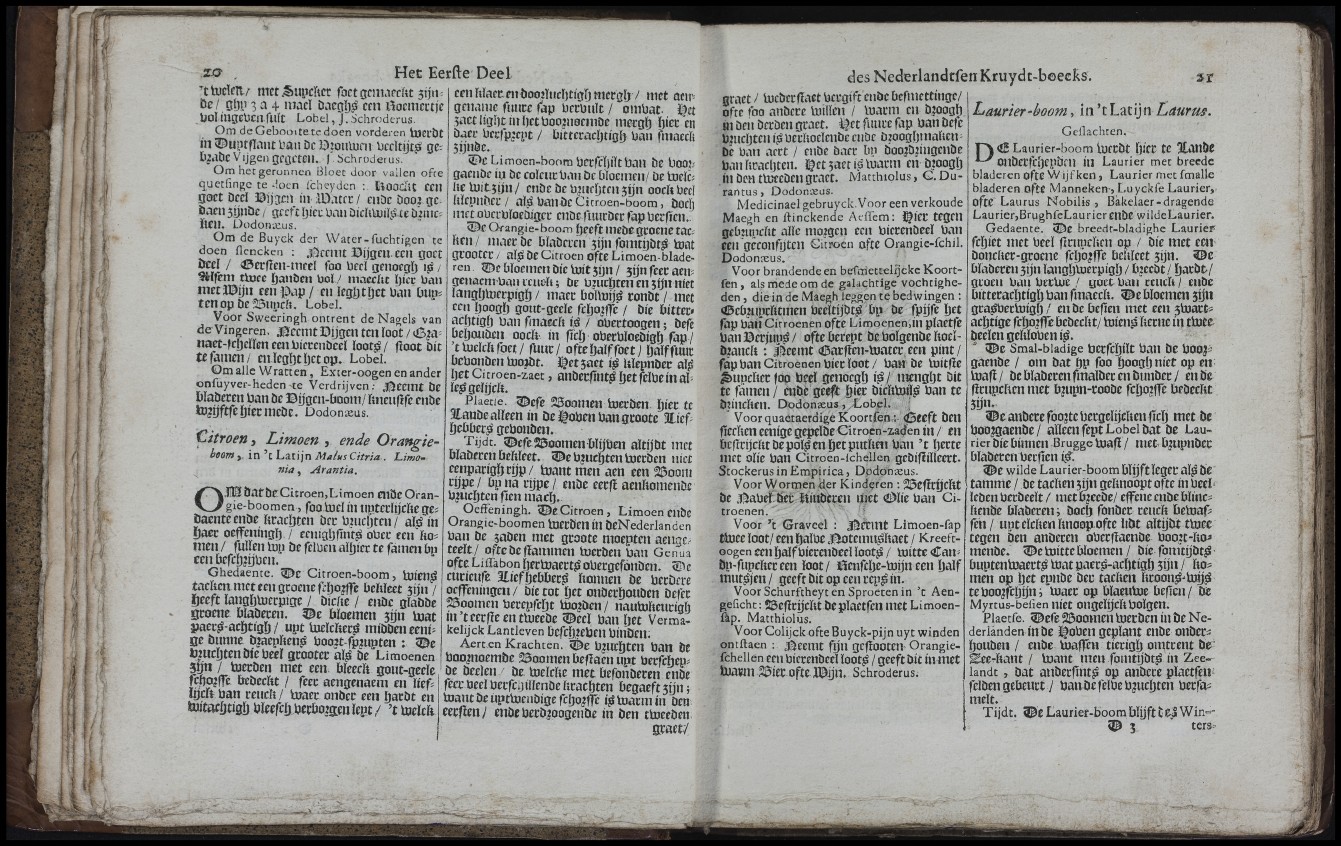 20 Het Eerste Deel
't welck/ met Suycker soet gemaeckt zijn-
de/ ghy 3 a 4 mael daeghs een Roemertje
vol ingeven sult Lobel, J. Schroderus.
Om de Geboorte te doen vorderen werdt
in Duytslant van de Vrouwen veeltijts ge-
brade Vijgen gegeten. J. Schroderus.
Om het gerunnen Bloet door vallen ofte
quetsinge te doen scheyden : Koockt een
goet deel Vijgen in Water/ ende door ge-
daen zijnde/ geeft hier van dickwils te drinc-
ken. Dodonæus.
Om de Buyck der Water-suchtigen te
doen slencken : Neemt Vijgen een goet
deel / Gersten-meel soo veel genoegh is /
Alsem twee handen vol/ maeckt hier van
met Wijn een Pap/ en leght het van buy-
ten op de Buyck. Lobel.
Voor Sweeringh ontrent de Nagels van
de Vingeren. Neemt Vijgen ten loot / Gra-
naet-schellen een vierendeel loots/ stoot dit
te samen/ en leght het op. Lobel.
Om alle Wratten, Exter-oogen en ander
onsuyver-heden te Verdrijven: Neemt de
bladeren van de Vijgen-boom/ kneust se ende
wrijft se hier mede. Dodonæus.
Citroen, Limoen, ende Orangie-
boom, in 't Latijn Malus Citria. Limo-
nia, Arantia.
OM dat de Citroen, Limoen ende Oran-
gie-boomen, soo wel in uyterlijcke ge-
daente ende krachten der vruchten/ als in
haer oeffeningh / eenighsints over een ko-
men/ sullen wy de selven alhier te samen by
een beschrijven.
Ghedaente. De Citroen-boom, wiens
tacken met een groene schorsse bekleet zijn/
heeft langhwerpige / dicke / ende gladde
groene bladeren. De bloemen zijn wat
paers-achtigh/ uyt welckers midden eeni-
ge dunne draeykens voort-spruyten : De
vruchten die veel grooter als de Limoenen
zijn / werden met een bleeck gout-geele
schorsse bedeckt / seer aengenaem en lief-
lijck van reuck/ waer onder een hardt en
witachtigh vleesch verborgen leyt / 't welck
een klaer en doorluchtigh mergh / met aen-
gename suure sap vervult / omvat. Het
zaet light in het voornoemde mergh hier en
daer verspreyt / bitterachtigh van smaeck
zijnde.
De Limoen-boom verschilt van de voor-
gaende in de coleur van de bloemen/ de welc-
ke wit zijn/ ende de vruchten zijn oock veel
kleynder/ als van de Citroen-boom, doch
met overvloediger ende suurder sap versien.
De Orangie-boom heeft mede groene tac-
ken/ maer de bladeren zijn somtijdts wat
grooter/ als de Citroen ofte Limoen-blade-
ren. De bloemen die wit zijn/ zijn seer aen-
genaem van reuck; de vruchten en zijn niet
langhwerpigh / maer bolwijs rondt / met
een hoogh gout-geele schorsse / die bitter-
achtigh van smaeck is / overtoogen; dese
behouden oock in sich overvloedigh sap/
't welck soet/ suur/ ofte half soet/ half suur
bevonden wordt. Het zaet is kleynder als
het Citroen-zaet, andersints het selve in al-
les gelijck.
Plaetse. Dese Boomen werden hier te
Lande alleen in de Hoven van groote Lief-
hebbers gevonden.
Tijdt. Dese Boomen blijven altijdt met
bladeren bekleet. De vruchten werden niet
eenparigh rijp/ want men aen een Boom
rijpe/ by na rijpe/ ende eerst aenkomende
vruchten sien mach.
Oeffeningh. De Citroen, Limoen ende
Orangie-boomen werden in de Nederlanden
van de zaden met groote moeyten aenge-
teelt/ ofte de stammen werden van Genua
ofte Lissabon herwaerts overgesonden. De
curieuse Liefhebbers konnen de verdere
oeffeningen/ die tot het onderhouden deser
Boomen vereyscht worden/ nauwkeurigh
in 't eerste en tweede Deel van het Verma-
kelijck Lantleven beschreven vinden:
Aert en Krachten. De vruchten van de
voornoemde Boomen bestaen uyt verschey-
de deelen/ de welcke met besonderen ende
seer veel verschillende krachten begaeft zijn;
want de uytwendige schorsse is warm in den
eersten / ende verdroogende in den tweeden
graet/
des Nederlandtsen Kruydt-boecks. 21
graet/ wederstaet vergift ende besmettinge/
ofte soo andere willen / warm en droogh
in den derden graet. Het suure sap van dese
vruchten is verkoelende ende drooghmaken-
de van aert / ende daer by doordringende
van krachten. Het zaet is warm en droogh
in den tweeden graet. Matthiolus, C. Du-
rantus, Dodonæus.
Medicinael gebruyck. Voor een verkoude
Maegh en stinckende Aessem: Hier tegen
gebruyckt alle morgen een vierendeel van
een geconfijten Citroen ofte Orangie-schil.
Dodonæus.
Voor brandende en besmettelijcke Koort-
sen, als mede om de galachtige vochtighe-
den, die in de Maegh leggen te bedwingen :
Gebruycktmen veeltijdts by de spijse het
sap van Citroenen ofte Limoenen, in plaetse
van Verjuys/ ofte bereyt de volgende koel-
dranck : Neemt Garsten-water een pint/
sap van Citroenen vier loot/ van de witste
Suycker soo veel genoegh is/ menght dit
te samen/ ende geeft hier dickwils van te
drincken. Dodonæus, Lobel.
Voor quaetaerdige Koortsen: Geeft den
siecken eenige gepelde Citroen-zaden in/ en
bestrijckt de pols en het putken van 't herte
met olie van Citroen-schellen gedistilleert.
Stockerus in Empirica, Dodonæus.
Voor Wormen der Kinderen : Bestrijckt
de Navel der Kinderen met Olie van Ci-
troenen.
Voor 't Graveel : Neemt Limoen-sap
twee loot/ een halve Notemuskaet/ Kreeft-
oogen een half vierendeel loots/ witte Can-
dy-suycker een loot/ Rensche-wijn een half
mutsjen/ geeft dit op een reys in.
Voor Schurftheyt en Sproeten in 't Aen-
gesicht: Bestrijckt de plaetsen met Limoen-
sap. Matthiolus.
Voor Colijck ofte Buyck-pijn uyt winden
ontstaen : Neemt fijn gestooten Orangie-
schellen een vierendeel loots/ geeft dit in met
warm Bier ofte Wijn. Schroderus.
Laurier-boom, in 't Latijn Laurus.
Geslachten.
DE Laurier-boom werdt hier te Lande
onderscheyden in Laurier met breede
bladeren ofte Wijfken, Laurier met smalle
bladeren ofte Manneken, Luyckse Laurier,
ofte Laurus Nobilis, Bakelaer-dragende
Laurier, Brughse Laurier ende wilde Laurier.
Gedaente. De breedt-bladighe Laurier
schiet met veel struycken op / die met een
doncker-groene schorsse bekleet zijn. De
bladeren zijn langhwerpigh/ breedt/ hardt/
groen van verwe / goet van reuck / ende
bitterachtigh van smaeck. De bloemen zijn
grasverwigh/ en de besien met een zwart-
achtige schorsse bedeckt/ wiens kerne in twee
deelen gekloven is.
De Smal-bladige verschilt van de voor-
gaende / om dat hy soo hoogh niet op en
wast/ de bladeren smalder en dunder/ en de
struycken met bruyn-roode schorsse bedeckt
zijn.
De andere soorte vergelijcken sich met de
voorgaende/ alleen seyt Lobel dat de Lau-
rier die binnen Brugge wast/ met bruynder
bladeren versien is.
De wilde Laurier-boom blijft leger als de
tamme/ de tacken zijn geknoopt ofte in veel
leden verdeelt/ met breede/ effene ende blinc-
kende bladeren; doch sonder reuck bewas-
sen/ uyt elcken knoop ofte lidt altijdt twee
tegen den anderen overstaende voort-ko-
mende. De witte bloemen/ die somtijdts
buytenwaerts wat paers-achtigh zijn/ ko-
men op het eynde der tacken kroons-wijs
te voorschijn; waer op blaeuwe besien/ de
Myrtus-besien niet ongelijck volgen.
Plaetse. Dese Boomen werden in de Ne-
derlanden in de Hoven geplant ende onder-
houden / ende wassen tierigh omtrent de
Zee-kant / want men somtijdts in Zee-
landt, dat andersints op andere plaetsen
selden gebeurt / van de selve vruchten versa-
melt.
Tijdt. De Laurier-boom blijft des Win-
D 3 ters-